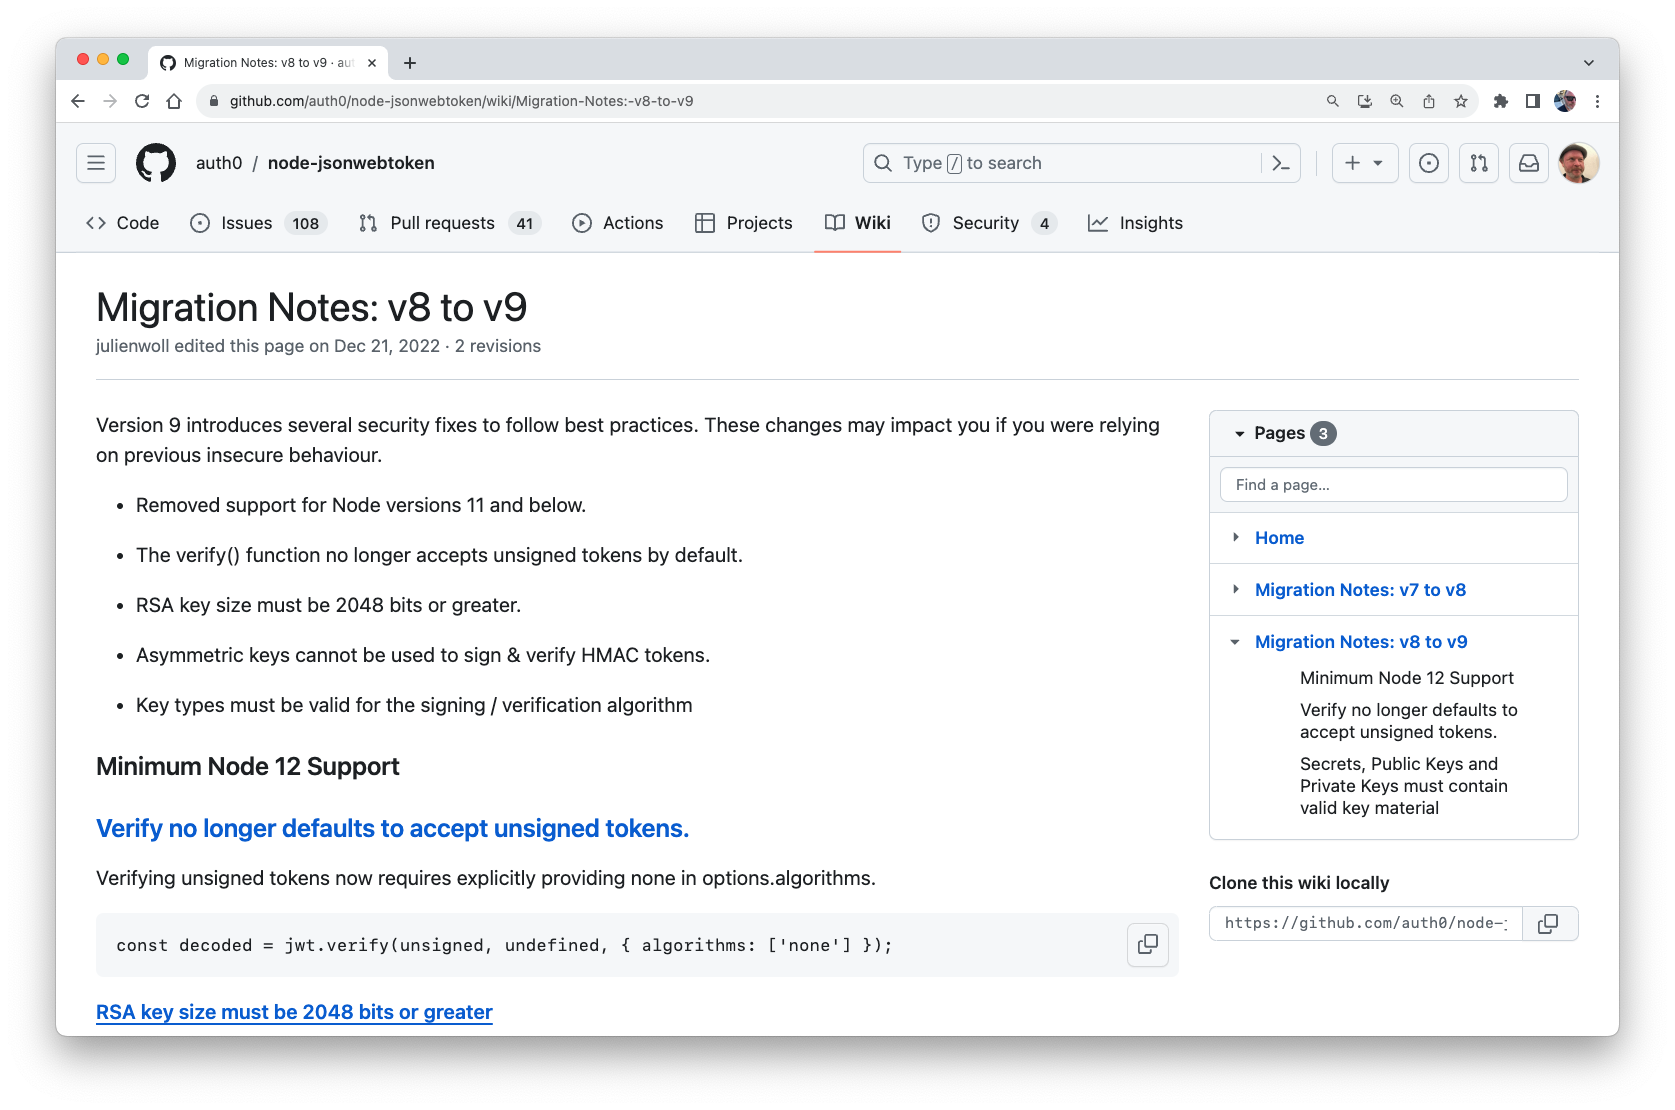 Migration Notes: v8 to v9 · aut
github.com/auth0/node-jsonwebtoken/wiki/Migration-Notes:-v8-to-v9
auth0 / node-jsonwebtoken
Type / to search
Code
Issues 108
Pull requests 41
Actions
Projects
Wiki
Security 4
Insights
Migration Notes: v8 to v9
julienwoll edited this page on Dec 21, 2022 · 2 revisions
Version 9 introduces several security fixes to follow best practices. These changes may impact you if you were relying
on previous insecure behaviour.
• Removed support for Node versions 11 and below.
• The verify() function no longer accepts unsigned tokens by default.
• RSA key size must be 2048 bits or greater.
• Asymmetric keys cannot be used to sign & verify HMAC tokens.
• Key types must be valid for the signing / verification algorithm
Minimum Node 12 Support
Verify no longer defaults to accept unsigned tokens.
Verifying unsigned tokens now requires explicitly providing none in options.algorithms.
const decoded = jwt.verify(unsigned, undefined, { algorithms: ['none'] });
RSA key size must be 2048 bits or greater
Pages 3
Find a page...
Home
Migration Notes: v7 to v8
Migration Notes: v8 to v9
Minimum Node 12 Support
Verify no longer defaults to
accept unsigned tokens.
Secrets, Public Keys and
Private Keys must contain
valid key material
Clone this wiki locally
https://github.com/auth0/node-